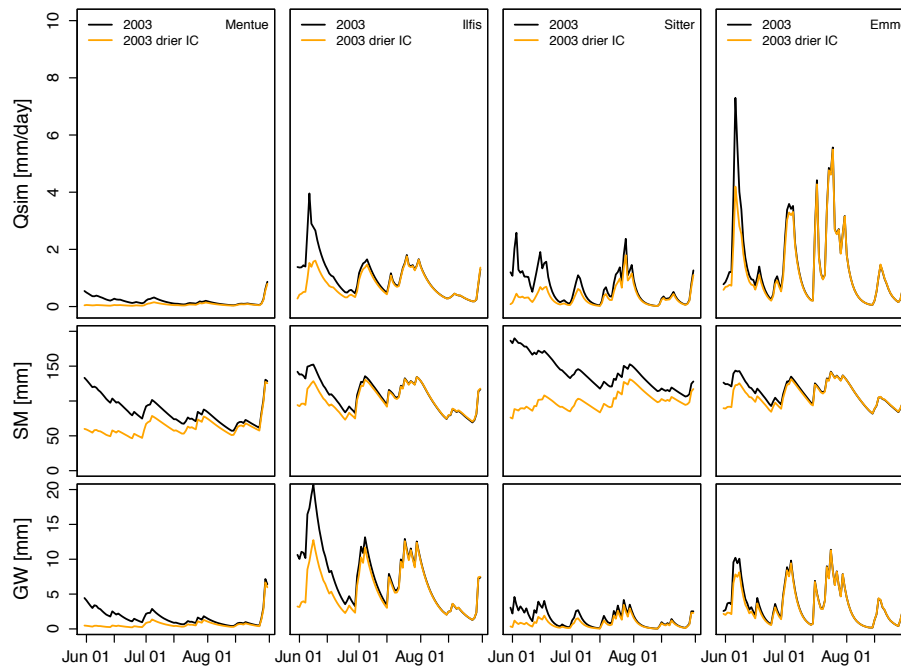 2003 Mentue
2003 drier IC
2003 Ilfis
2003 drier IC
2003 Sitter
2003 drier IC
2003 Emme
2003 drier IC
Qsim [mm/day]
10
8
6
4
2
0
SM [mm]
150
100
50
0
GW [mm]
20
15
10
5
0
Jun 01 Jul 01 Aug 01
Jun 01 Jul 01 Aug 01
Jun 01 Jul 01 Aug 01
Jun 01 Jul 01 Aug 01